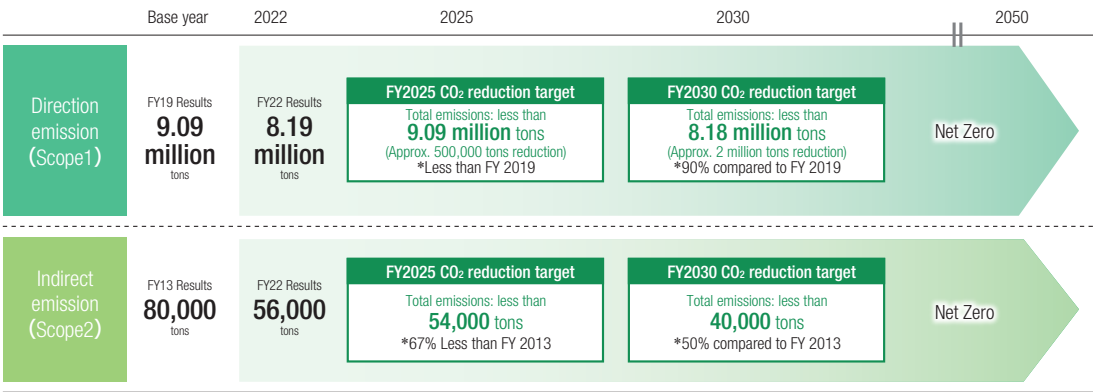 Base year 2022 2025 2030 2050
Direction
emission
(Scope1)
FY19 Results
9.09
million
tons
FY22 Results
8.19
million
tons
FY2025 CO₂ reduction target
Total emissions: less than
9.09 million tons
(Approx. 500,000 tons reduction)
*Less than FY 2019
FY2030 CO₂ reduction target
Total emissions: less than
8.18 million tons
(Approx. 2 million tons reduction)
*90% compared to FY 2019
Net Zero
Indirect
emission
(Scope2)
FY13 Results
80,000
tons
FY22 Results
56,000
tons
FY2025 CO₂ reduction target
Total emissions: less than
54,000 tons
*67% Less than FY 2013
FY2030 CO₂ reduction target
Total emissions: less than
40,000 tons
*50% compared to FY 2013
Net Zero